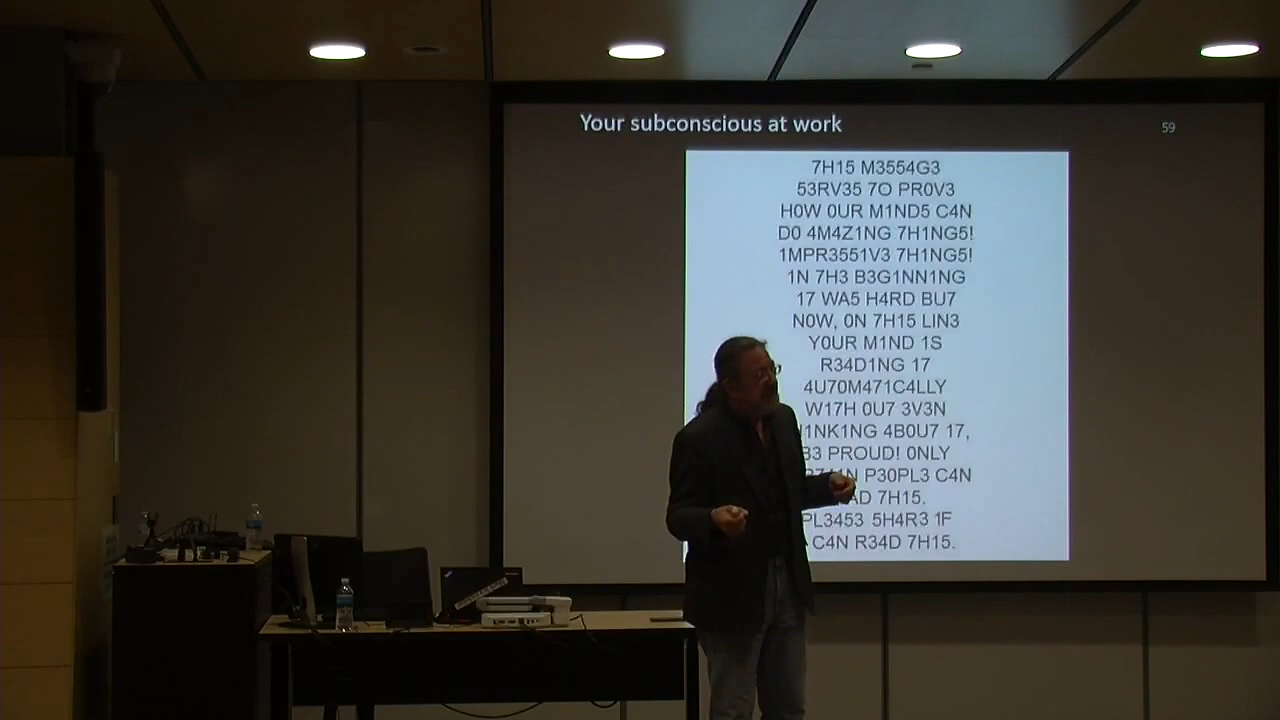 Your subconscious at work
59
7H15 M3554G3
53RV35 7O PR0V3
H0W 0UR M1ND5 C4N
D0 4M4Z1NG 7H1NG5!
1MPR3551V3 7H1NG5!
1N 7H3 B3G1NN1NG
17 WA5 H4RD BU7
N0W, 0N 7H15 LIN3
Y0UR M1ND 1S
R34D1NG 17
4U70M471C4LLY
W17H 0U7 3V3N
4B0U7 17,
PROUD! 0NLY
P30PL3 C4N
7H15.
PL3453 5H4R3 1F
C4N R34D 7H15.